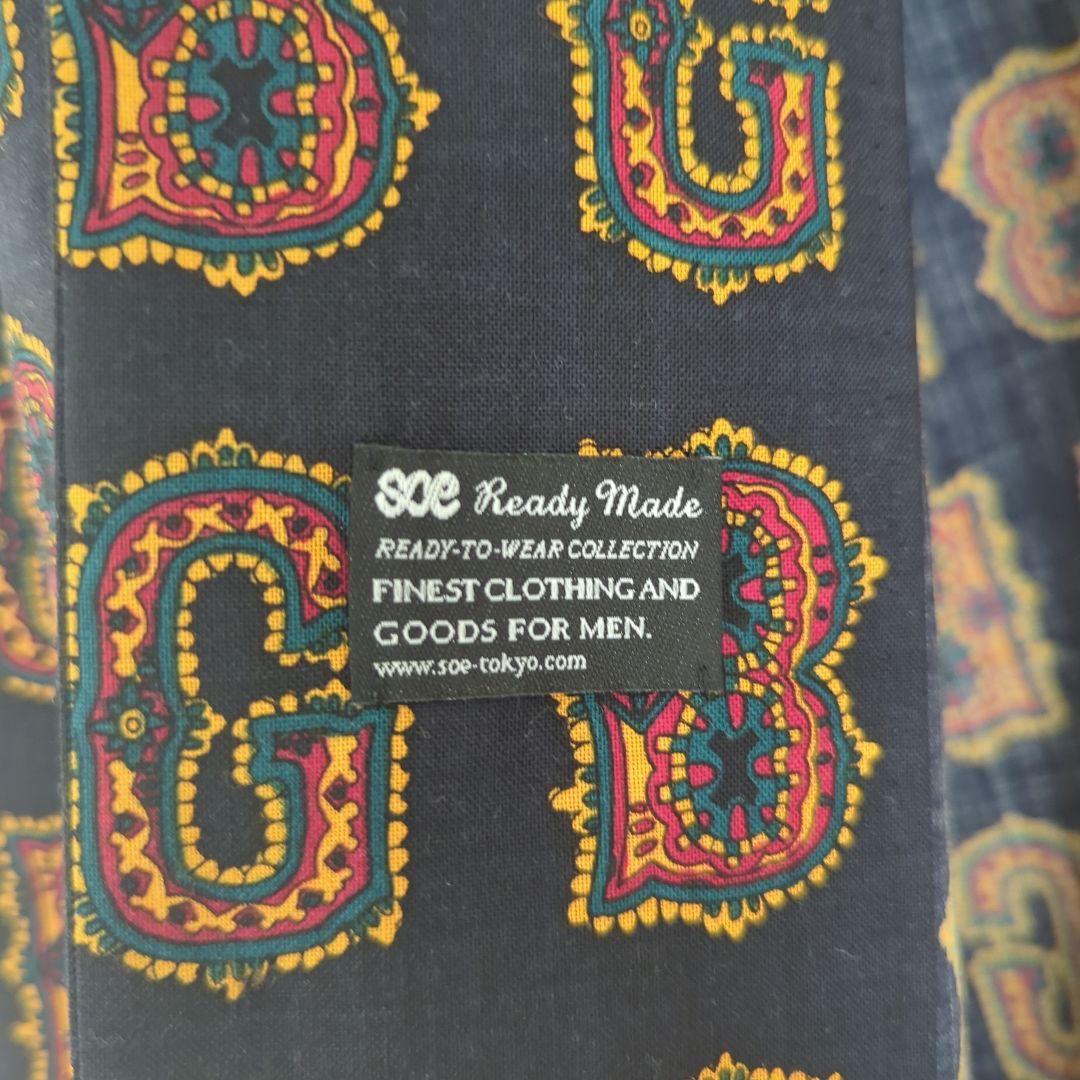 B G
soe Ready Made
READY-TO-WEAR COLLECTION
FINEST CLOTHING AND
GOODS FOR MEN.
www.soe-tokyo.com
G B